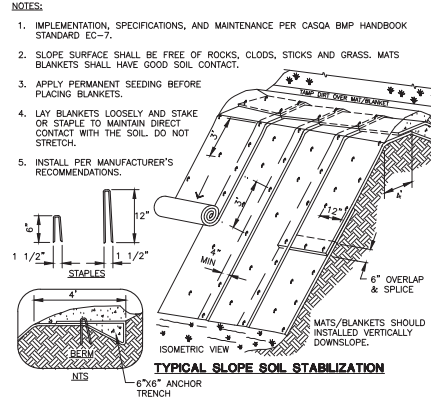 NOTES:
1. IMPLEMENTATION, SPECIFICATIONS, AND MAINTENANCE PER CASQA BMP HANDBOOK
STANDARD EC-7.
2. SLOPE SURFACE SHALL BE FREE OF ROCKS, CLODS, STICKS AND GRASS. MATS
BLANKETS SHALL HAVE GOOD SOIL CONTACT.
3. APPLY PERMANENT SEEDING BEFORE
PLACING BLANKETS.
4. LAY BLANKETS LOOSELY AND STAKE
OR STAPLE TO MAINTAIN DIRECT
CONTACT WITH THE SOIL. DO NOT
STRETCH.
5. INSTALL PER MANUFACTURER'S
RECOMMENDATIONS.
TAMP DIRT OVER MAT/BLANKET
3'
3'
12"
4'
4"
MIN
6"
12"
1 1/2"
1 1/2"
STAPLES
6" OVERLAP
& SPLICE
MATS/BLANKETS SHOULD
INSTALLED VERTICALLY
DOWNSLOPE.
4'
BERM
NTS
6"X6" ANCHOR
TRENCH
ISOMETRIC VIEW
TYPICAL SLOPE SOIL STABILIZATION